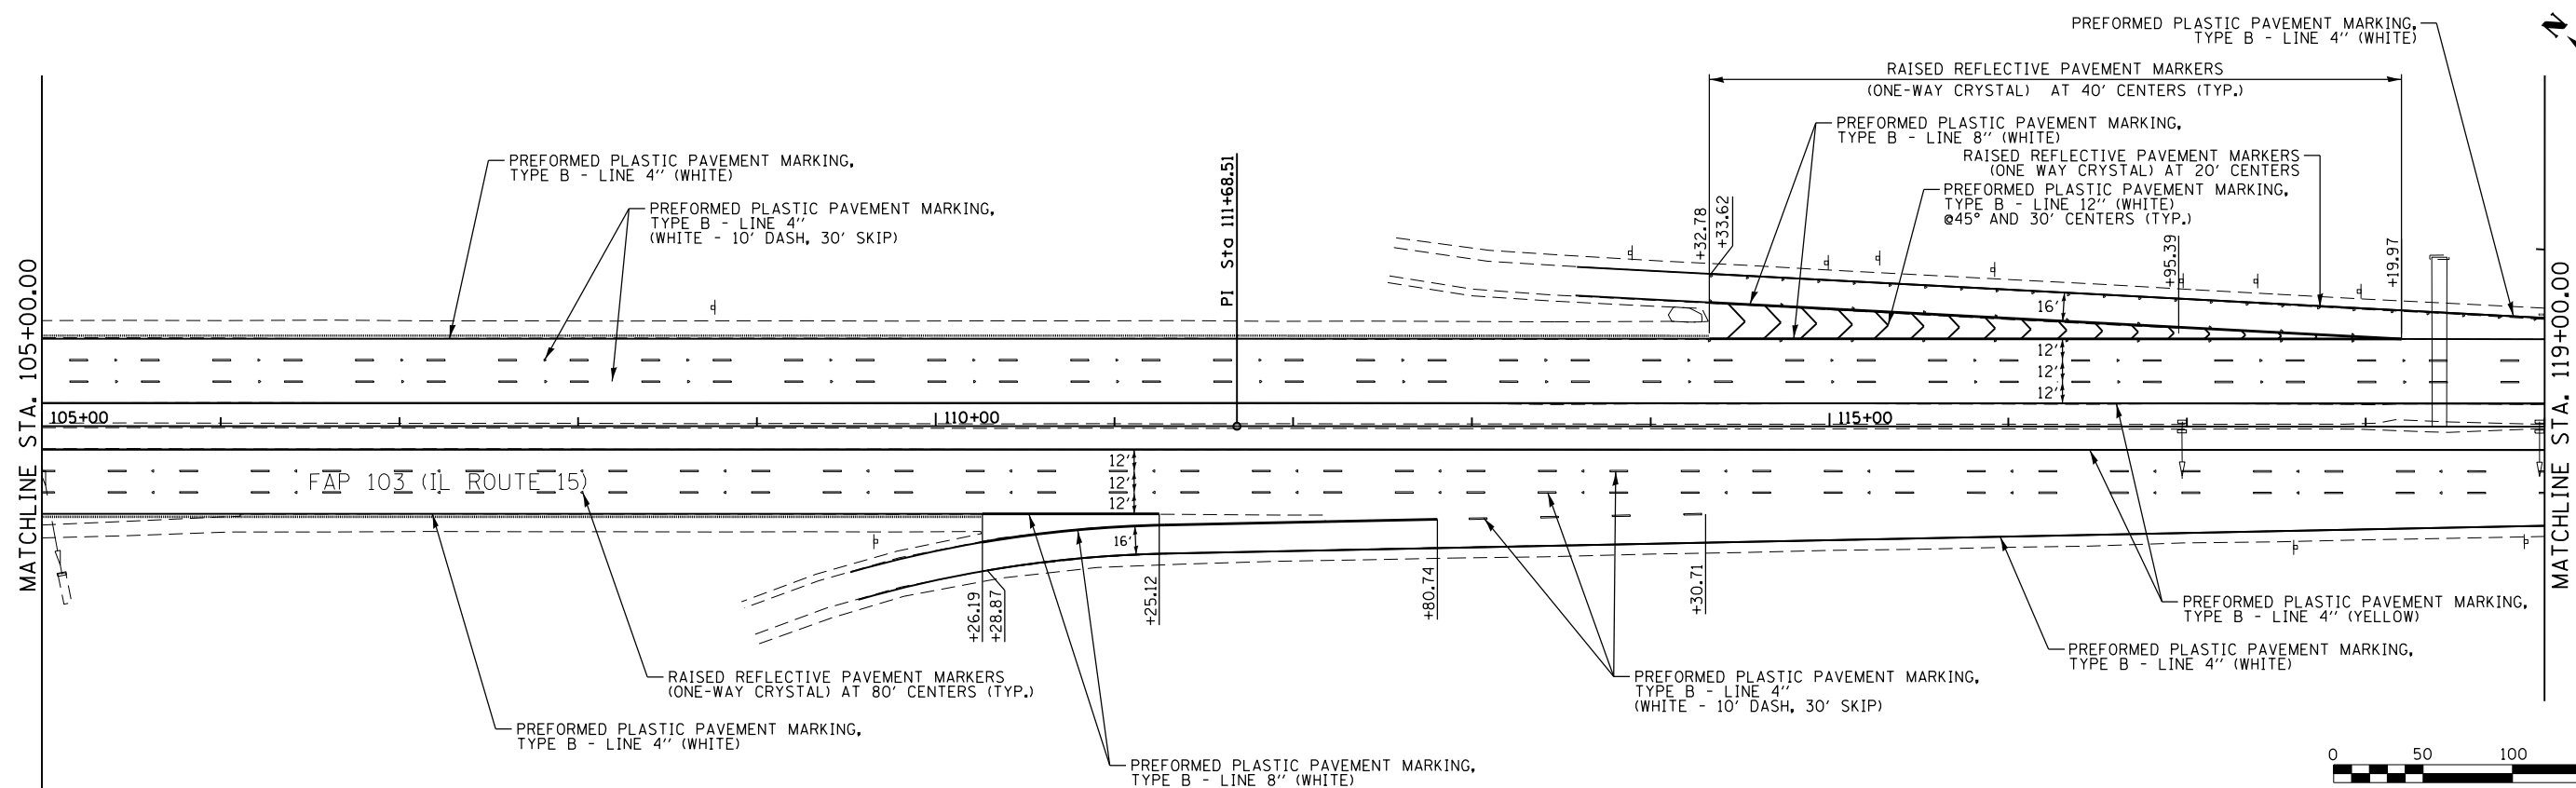 PREFORMED PLASTIC PAVEMENT MARKING,
TYPE B - LINE 4'' (WHITE)
N
RAISED REFLECTIVE PAVEMENT MARKERS
(ONE-WAY CRYSTAL) AT 40' CENTERS (TYP.)
PREFORMED PLASTIC PAVEMENT MARKING,
TYPE B - LINE 8'' (WHITE)
RAISED REFLECTIVE PAVEMENT MARKERS
(ONE WAY CRYSTAL) AT 20' CENTERS
PREFORMED PLASTIC PAVEMENT MARKING,
TYPE B - LINE 12'' (WHITE)
@45° AND 30' CENTERS (TYP.)
PREFORMED PLASTIC PAVEMENT MARKING,
TYPE B - LINE 4'' (WHITE)
PREFORMED PLASTIC PAVEMENT MARKING,
TYPE B - LINE 4''
(WHITE - 10' DASH, 30' SKIP)
PI Sta 111+68.51
+32.78
+33.62
+95.39
+19.97
16'
12'
12'
12'
MATCHLINE STA. 105+00.00
105+00
110+00
115+00
MATCHLINE STA. 119+00.00
FAP 103 (IL ROUTE 15)
12'
12'
12'
16'
+26.19
+28.87
+25.12
+80.74
+30.71
PREFORMED PLASTIC PAVEMENT MARKING,
TYPE B - LINE 4'' (YELLOW)
PREFORMED PLASTIC PAVEMENT MARKING,
TYPE B - LINE 4'' (WHITE)
RAISED REFLECTIVE PAVEMENT MARKERS
(ONE-WAY CRYSTAL) AT 80' CENTERS (TYP.)
PREFORMED PLASTIC PAVEMENT MARKING,
TYPE B - LINE 4''
(WHITE - 10' DASH, 30' SKIP)
PREFORMED PLASTIC PAVEMENT MARKING,
TYPE B - LINE 4'' (WHITE)
PREFORMED PLASTIC PAVEMENT MARKING,
TYPE B - LINE 8'' (WHITE)
0 50 100